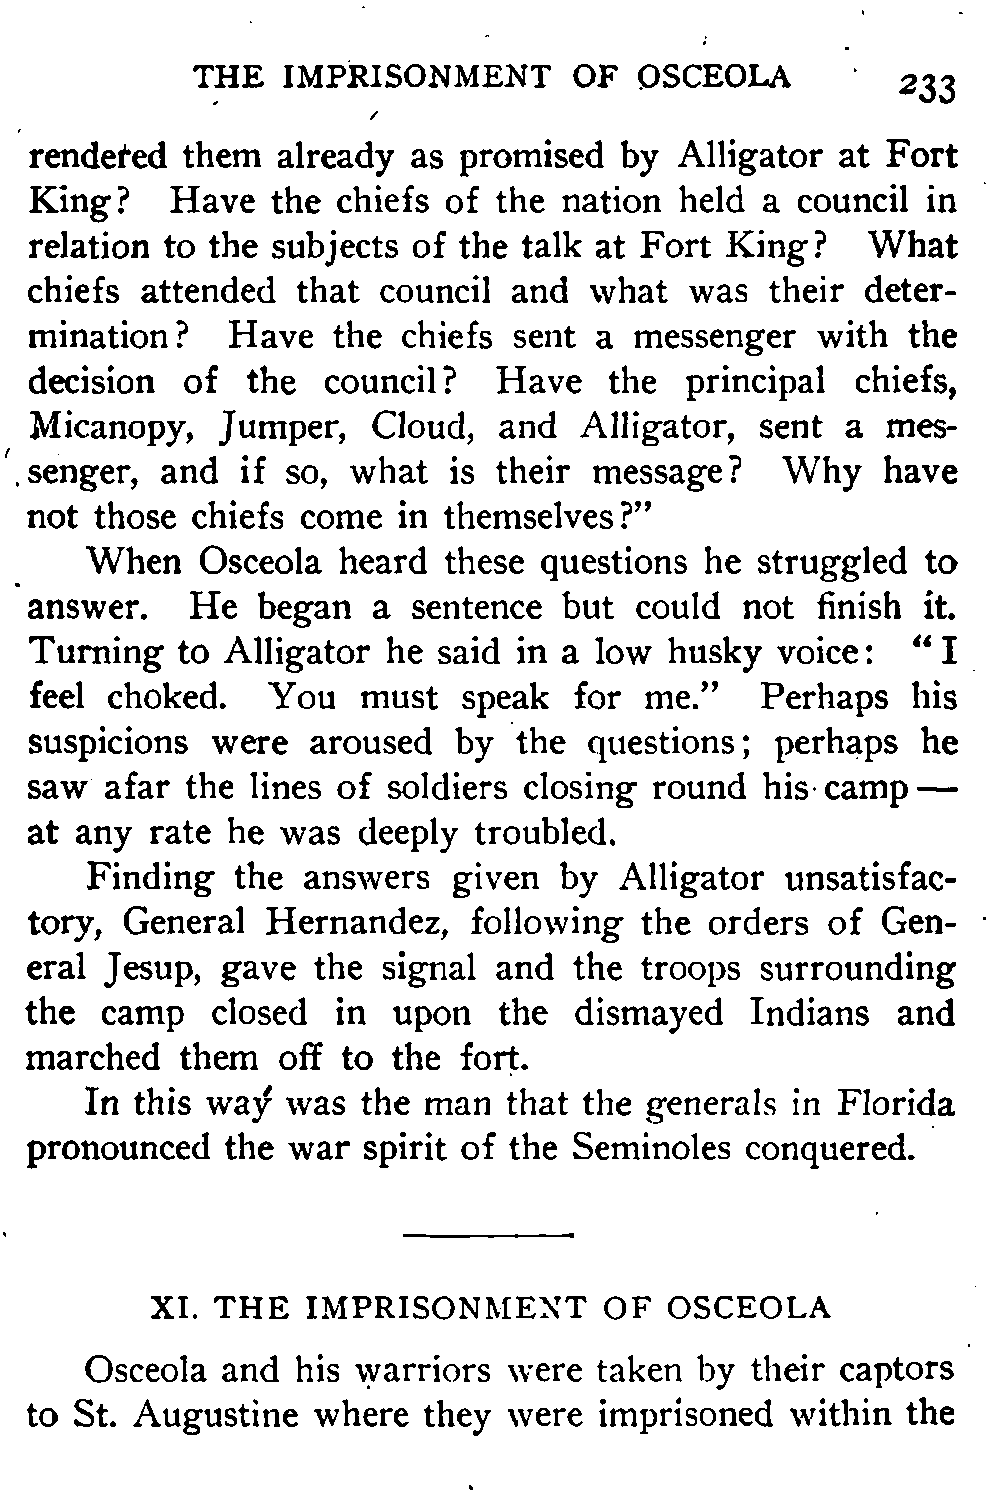 THE IMPRISONMENT OF OSCEOLA 233
rendered them already as promised by Alligator at Fort
King? Have the chiefs of the nation held a council in
relation to the subjects of the talk at Fort King? What
chiefs attended that council and what was their deter-
mination? Have the chiefs sent a messenger with the
decision of the council? Have the principal chiefs,
Micanopy, Jumper, Cloud, and Alligator, sent a mes-
senger, and if so, what is their message? Why have
not those chiefs come in themselves?”
When Osceola heard these questions he struggled to
answer. He began a sentence but could not finish it.
Turning to Alligator he said in a low husky voice: “I
feel choked. You must speak for me.” Perhaps his
suspicions were aroused by the questions; perhaps he
saw afar the lines of soldiers closing round his camp—
at any rate he was deeply troubled.
Finding the answers given by Alligator unsatisfac-
tory, General Hernandez, following the orders of Gen-
eral Jesup, gave the signal and the troops surrounding
the camp closed in upon the dismayed Indians and
marched them off to the fort.
In this way was the man that the generals in Florida
pronounced the war spirit of the Seminoles conquered.
XI. THE IMPRISONMENT OF OSCEOLA
Osceola and his warriors were taken by their captors
to St. Augustine where they were imprisoned within the